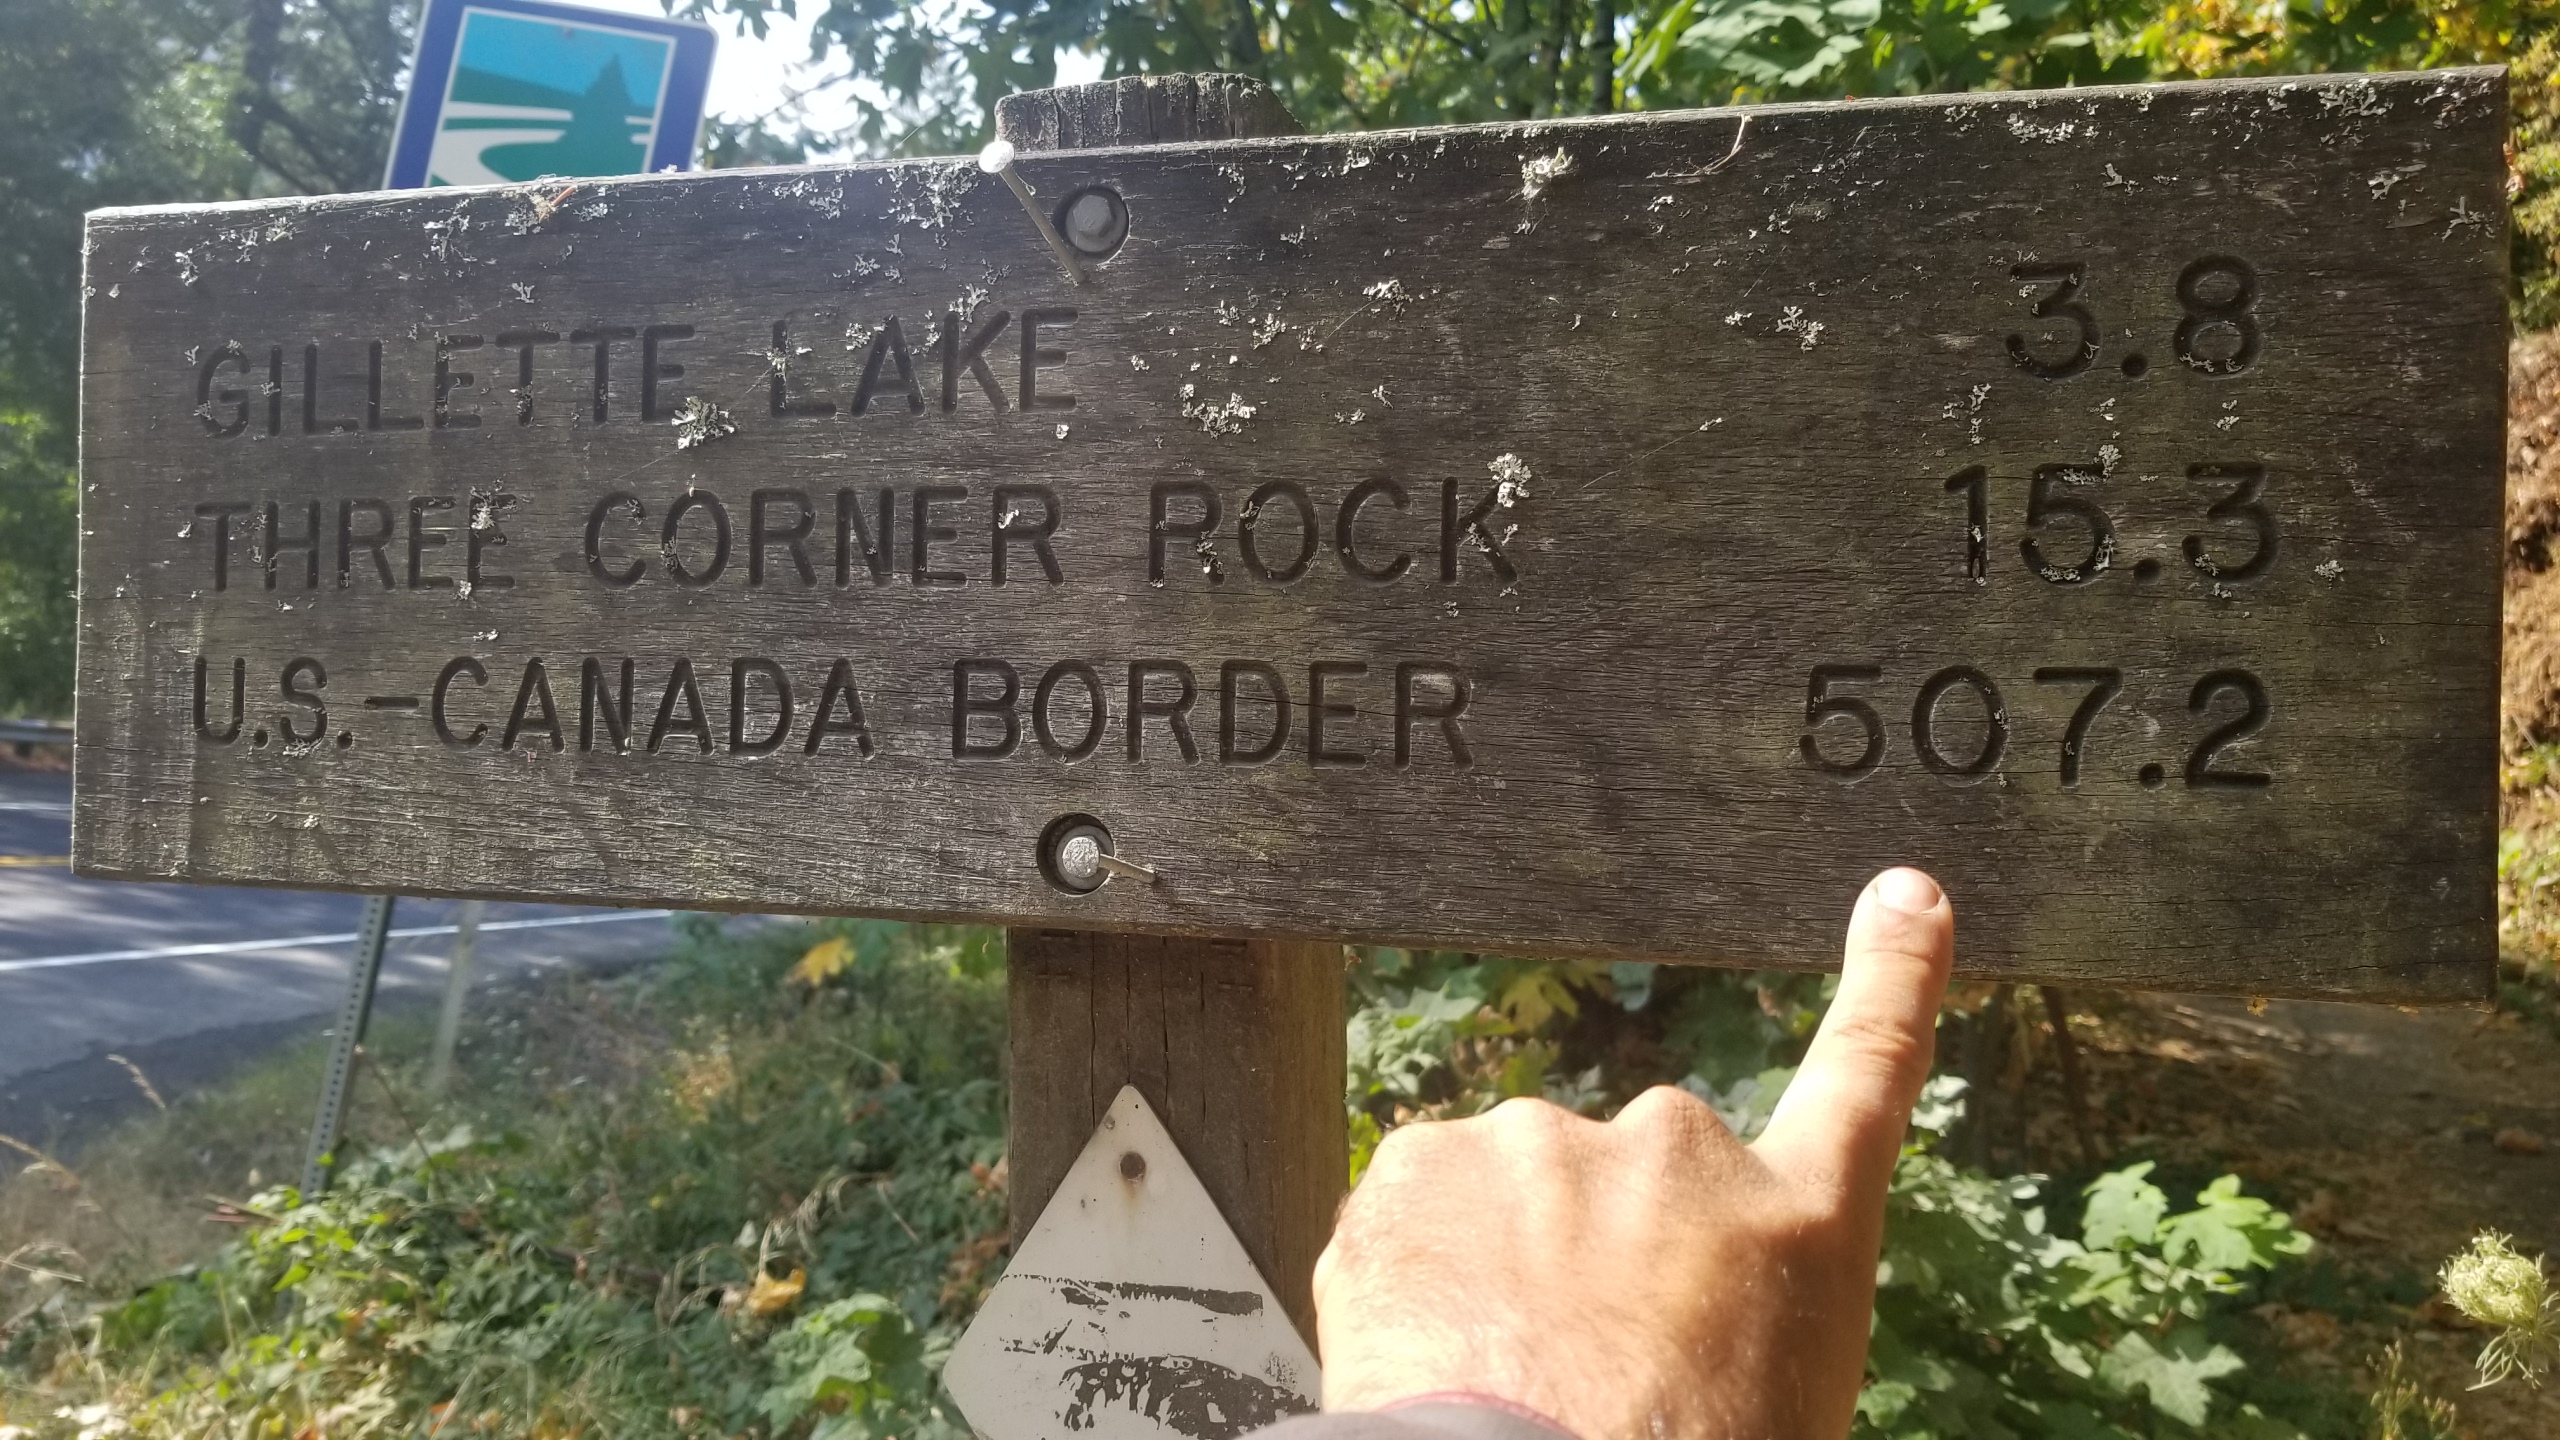 GILLETTE LAKE 3.8
THREE CORNER ROCK 15.3
U.S.-CANADA BORDER 507.2